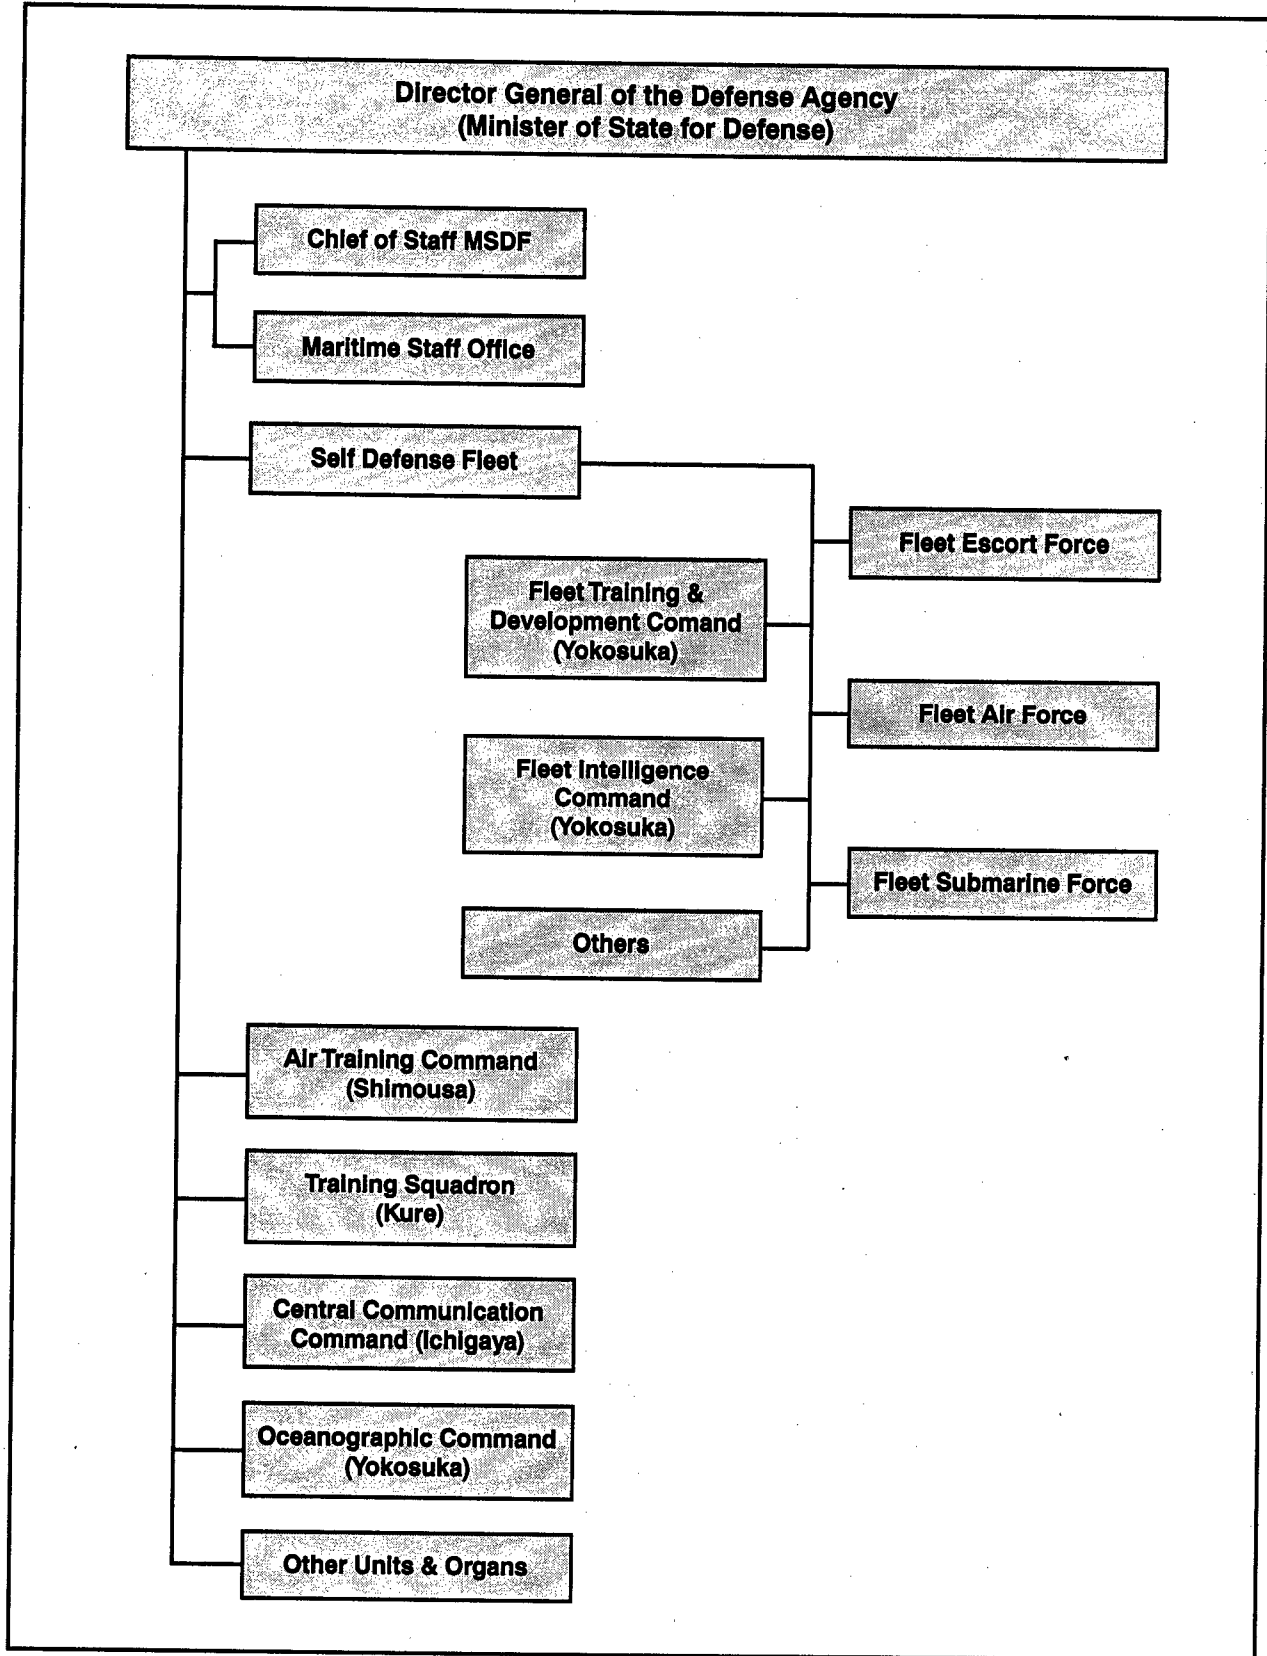 Director General of the Defense Agency
(Minister of State for Defense)
Chief of Staff MSDF
Maritime Staff Office
Self Defense Fleet
Fleet Escort Force
Fleet Training &
Development Comand
(Yokosuka)
Fleet Air Force
Fleet Intelligence
Command
(Yokosuka)
Fleet Submarine Force
Others
Air Training Command
(Shimousa)
Training Squadron
(Kure)
Central Communication
Command (Ichigaya)
Oceanographic Command
(Yokosuka)
Other Units & Organs